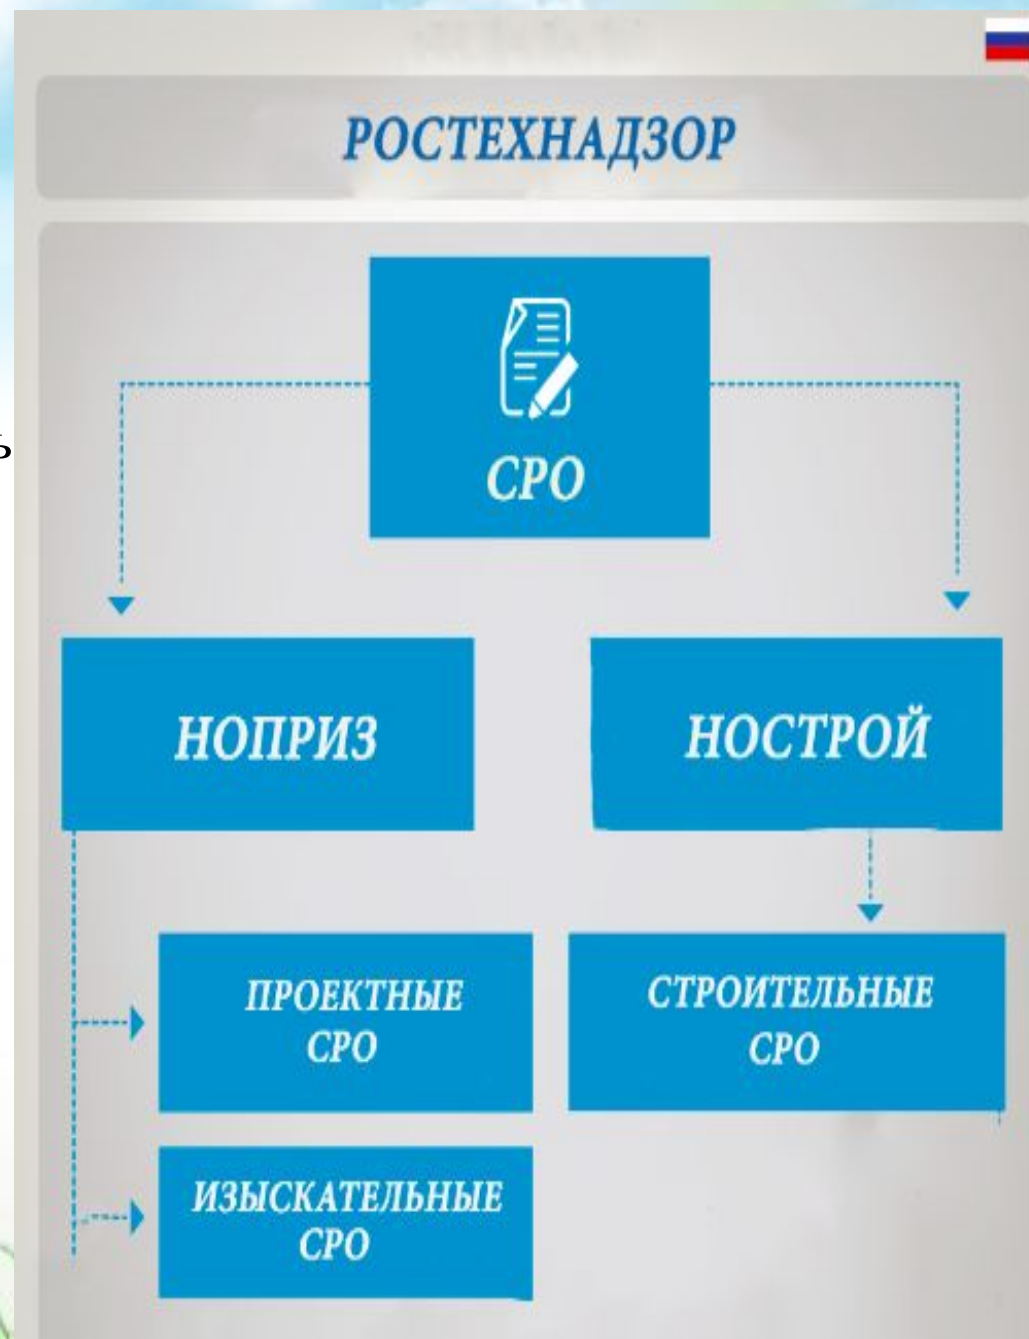 РОСТЕХНАДЗОР
СРО
НОПРИЗ
НОСТРОЙ
ПРОЕКТНЫЕ
СРО
СТРОИТЕЛЬНЫЕ
СРО
ИЗЫСКАТЕЛЬНЫЕ
СРО